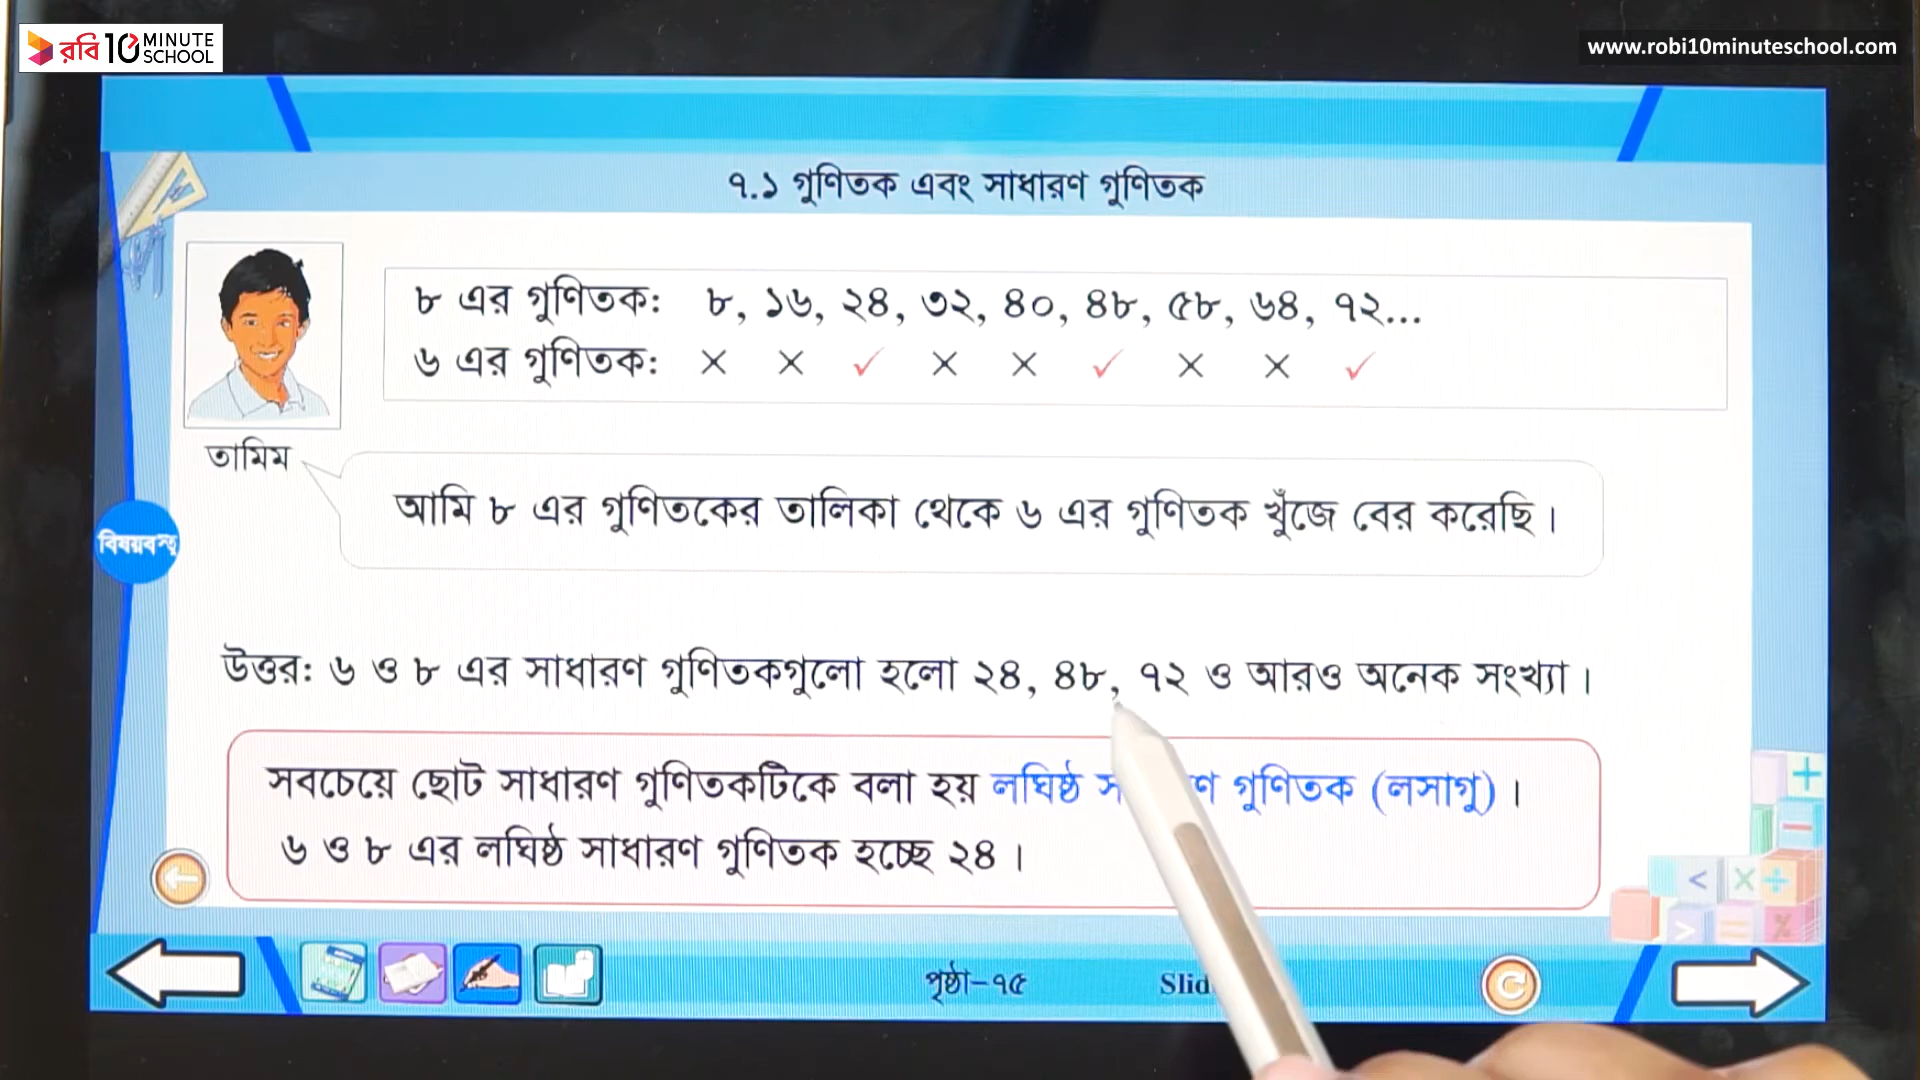 রবি 10 MINUTE SCHOOL
www.robi10minuteschool.com
৭.১ গুণিতক এবং সাধারণ গুণিতক
৮ এর গুণিতক: ৮, ১৬, ২৪, ৩২, ৪০, ৪৮, ৫৮, ৬৪, ৭২...
৬ এর গুণিতক: × × ✓ × × ✓ × × ✓
তামিম
আমি ৮ এর গুণিতকের তালিকা থেকে ৬ এর গুণিতক খুঁজে বের করেছি।
বিষয়বস্তু
উত্তর: ৬ ও ৮ এর সাধারণ গুণিতকগুলো হলো ২৪, ৪৮, ৭২ ও আরও অনেক সংখ্যা।
সবচেয়ে ছোট সাধারণ গুণিতকটিকে বলা হয় লঘিষ্ঠ গুণিতক (লসাগু)।
৬ ও ৮ এর লঘিষ্ঠ সাধারণ গুণিতক হচ্ছে ২৪।
পৃষ্ঠা-৭৫